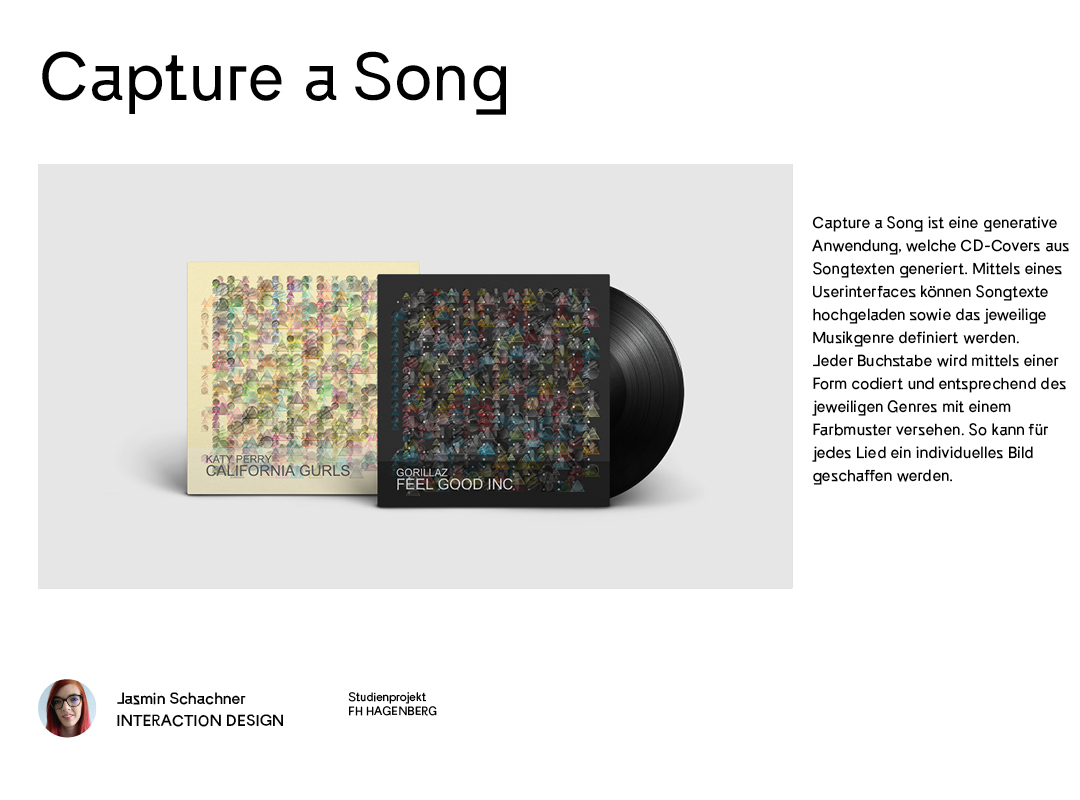 Capture a Song
Capture a Song ist eine generative
Anwendung, welche CD-Covers aus
Songtexten generiert. Mittels eines
Userinterfaces können Songtexte
hochgeladen sowie das jeweilige
Musikgenre definiert werden.
Jeder Buchstabe wird mittels einer
Form codiert und entsprechend des
jeweiligen Genres mit einem
Farbmuster versehen. So kann für
jedes Lied ein individuelles Bild
geschaffen werden.
KATY PERRY
CALIFORNIA GURLS
GORILLAZ
FEEL GOOD INC.
Jasmin Schachner
INTERACTION DESIGN
Studienprojekt
FH HAGENBERG